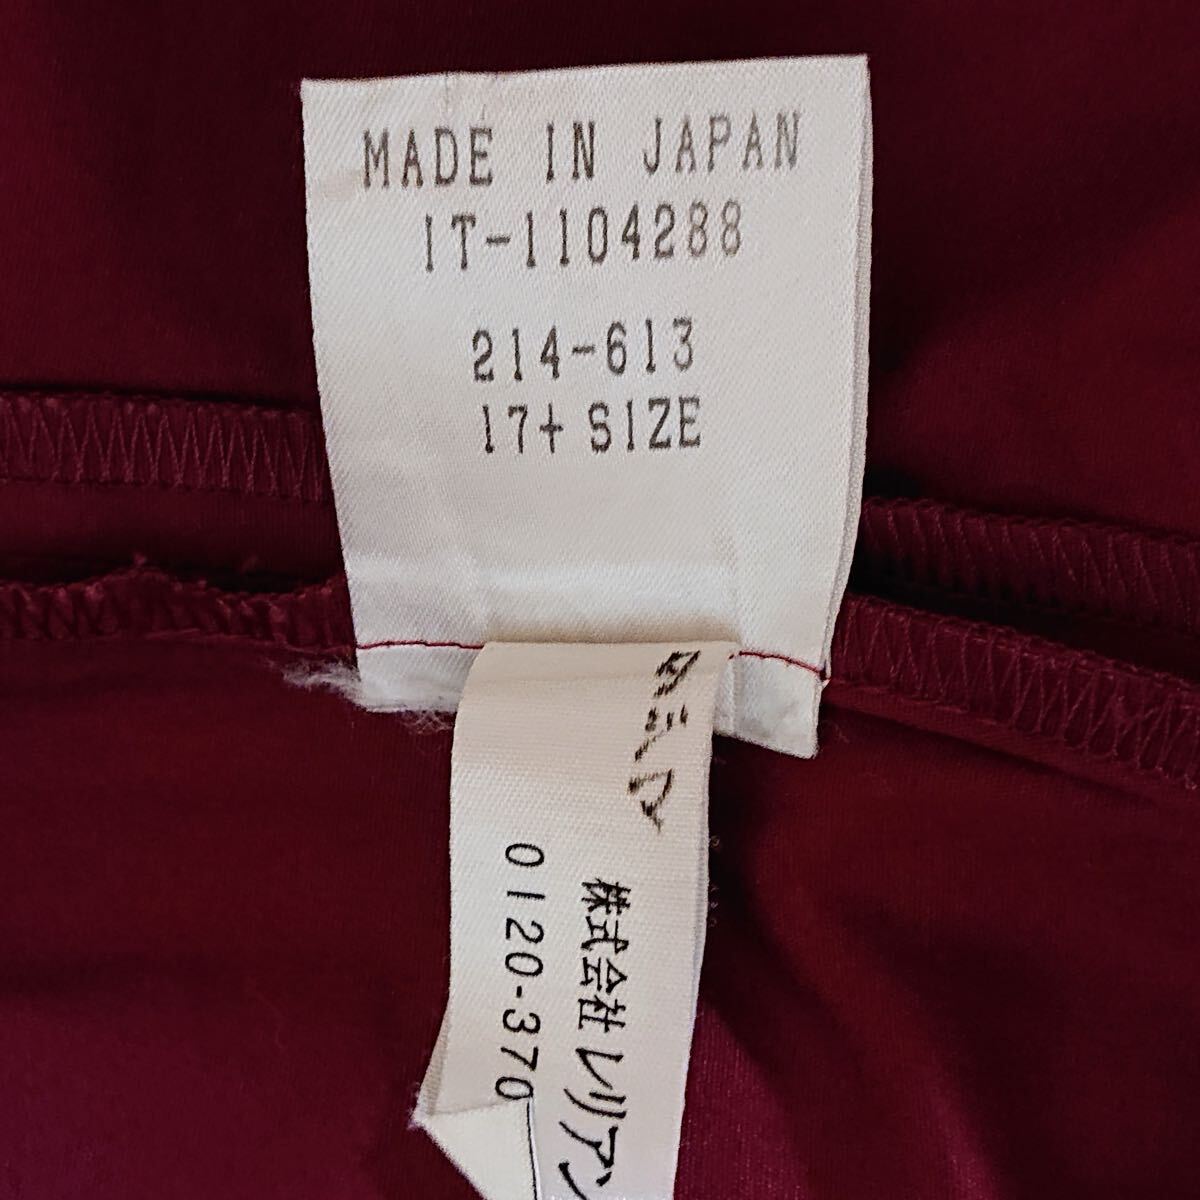 MADE IN JAPAN
IT-1104288
214-613
17+ SIZE
株式会社 レリアン
0120-370